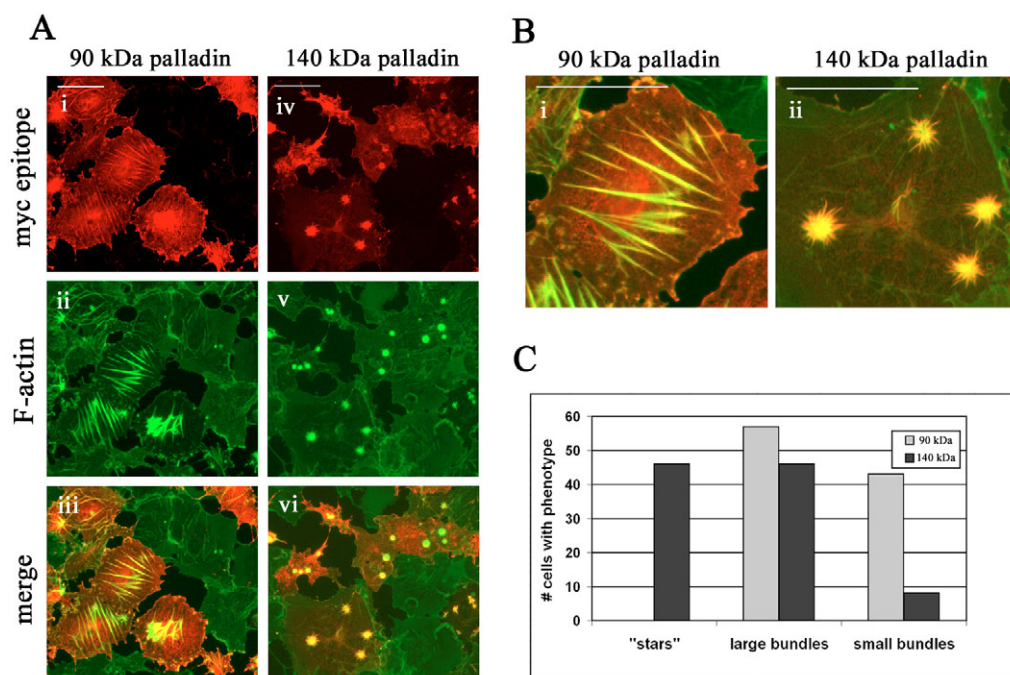 A
90 kDa palladin
140 kDa palladin
myc epitope
i
iv
F-actin
ii
v
merge
iii
vi
B
90 kDa palladin
140 kDa palladin
i
ii
C
# cells with phenotype
60
50
40
30
20
10
0
90 kDa
140 kDa
"stars"
large bundles
small bundles